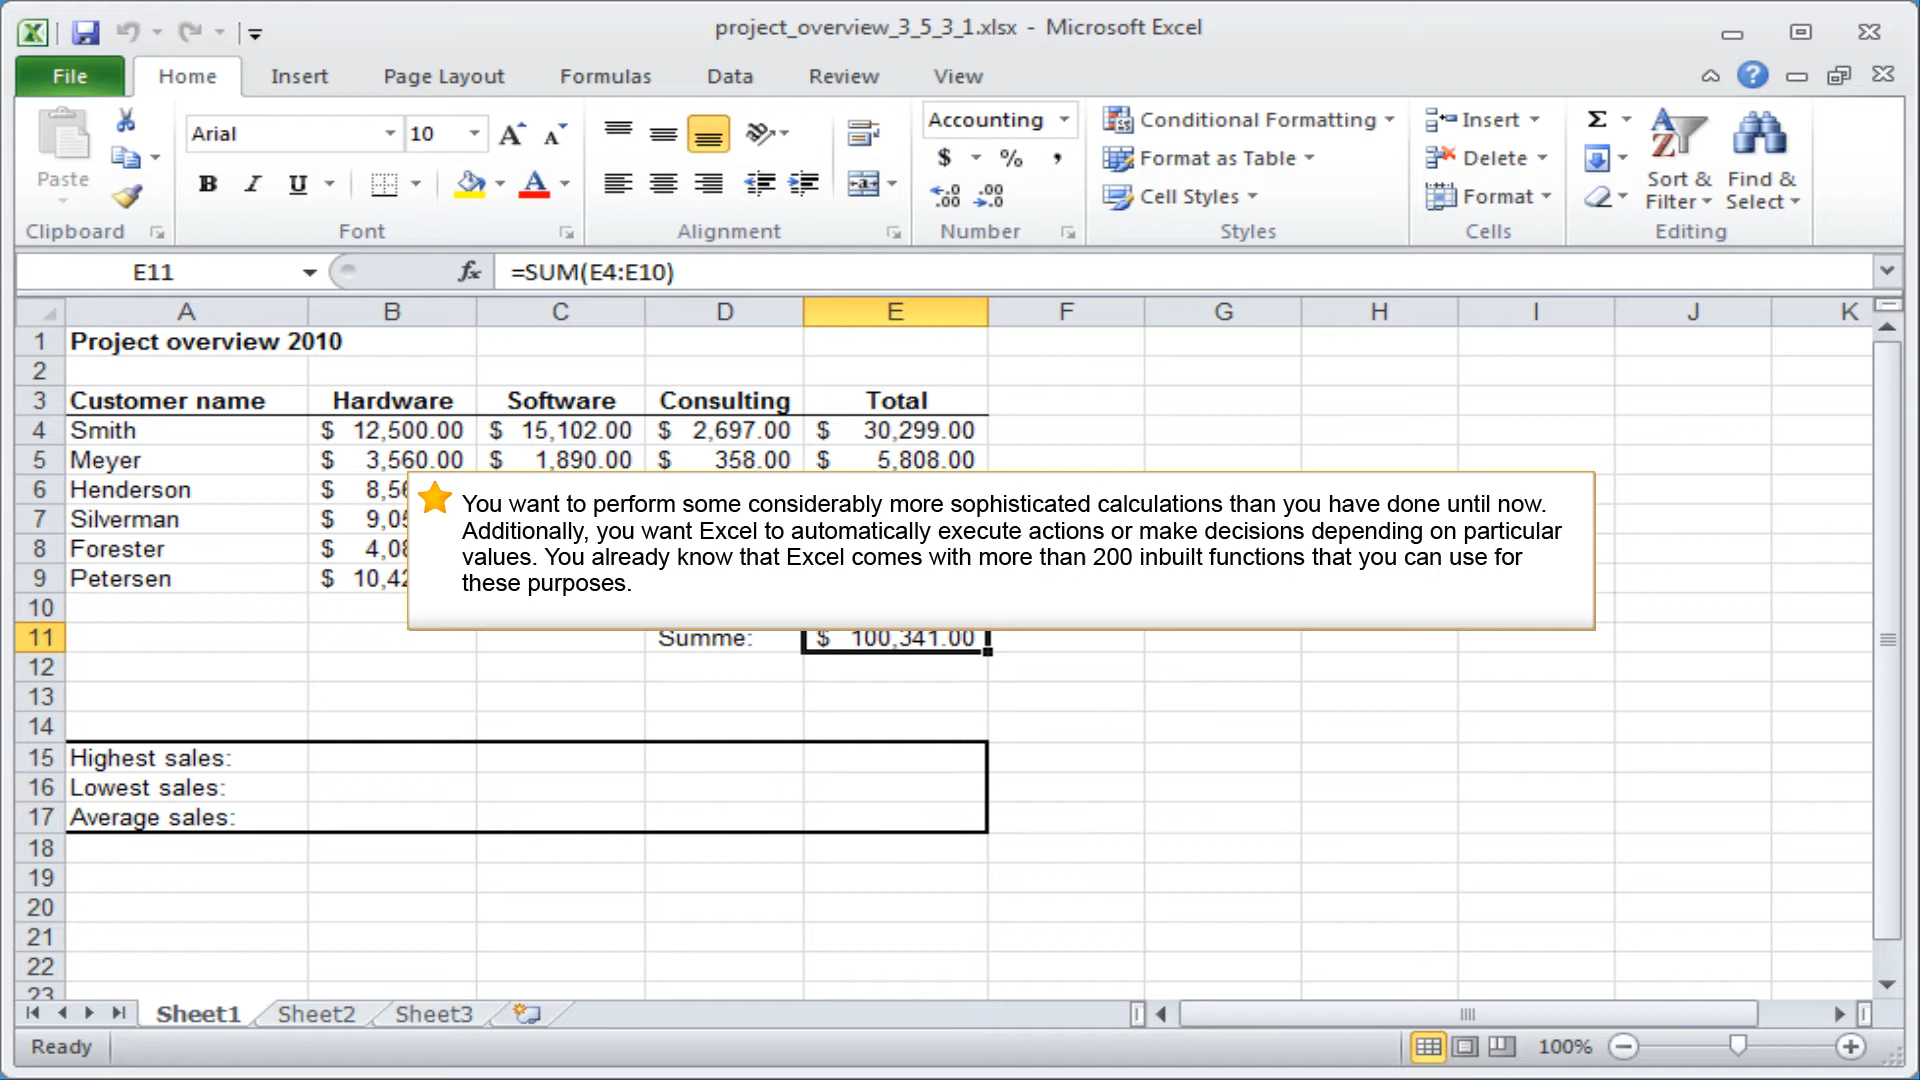 project_overview_3_5_3_1.xlsx - Microsoft Excel
File Home Insert Page Layout Formulas Data Review View
Paste
Clipboard
Arial 10
B I U
Font
Alignment
Accounting
$ % ,
Number
Conditional Formatting
Format as Table
Cell Styles
Styles
Insert
Delete
Format
Cells
Σ
Sort & Filter
Find & Select
Editing
E11 fx =SUM(E4:E10)
A B C D E F G H I J K
1 Project overview 2010
2
3 Customer name Hardware Software Consulting Total
4 Smith $ 12,500.00 $ 15,102.00 $ 2,697.00 $ 30,299.00
5 Meyer $ 3,560.00 $ 1,890.00 $ 358.00 $ 5,808.00
6 Henderson $
7 Silverman $
8 Forester $
9 Petersen $
You want to perform some considerably more sophisticated calculations than you have done until now.
Additionally, you want Excel to automatically execute actions or make decisions depending on particular
values. You already know that Excel comes with more than 200 inbuilt functions that you can use for
these purposes.
10
11 Summe: $ 100,341.00
12
13
14
15 Highest sales:
16 Lowest sales:
17 Average sales:
18
19
20
21
22
23
Sheet1 Sheet2 Sheet3
Ready 100%